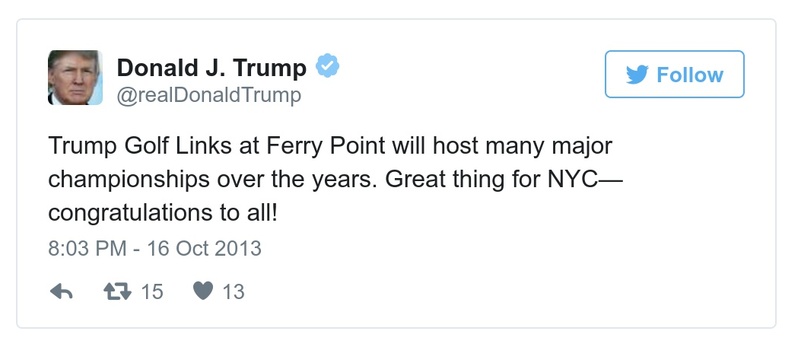 Donald J. Trump
@realDonaldTrump
Follow
Trump Golf Links at Ferry Point will host many major
championships over the years. Great thing for NYC—
congratulations to all!
8:03 PM - 16 Oct 2013
15 13